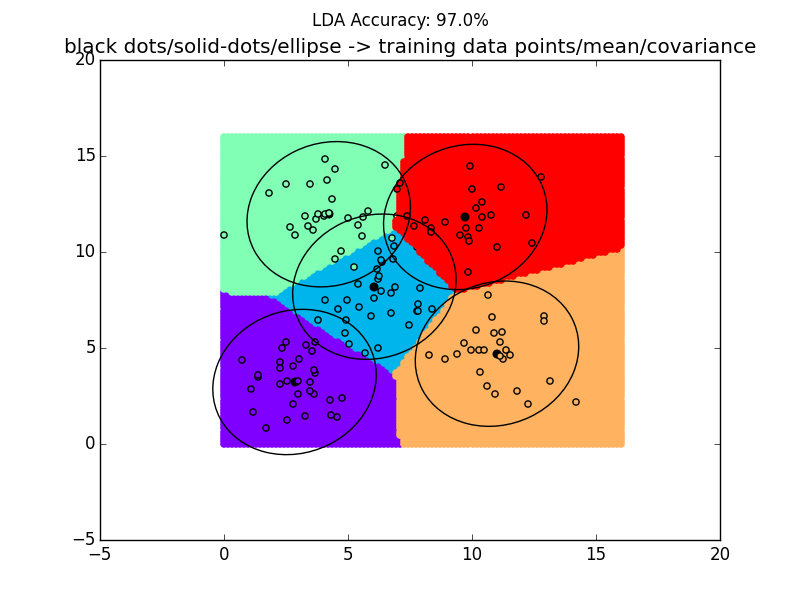 LDA Accuracy: 97.0%
black dots/solid-dots/ellipse -> training data points/mean/covariance
20
15
10
5
0
−5
−5 0 5 10 15 20